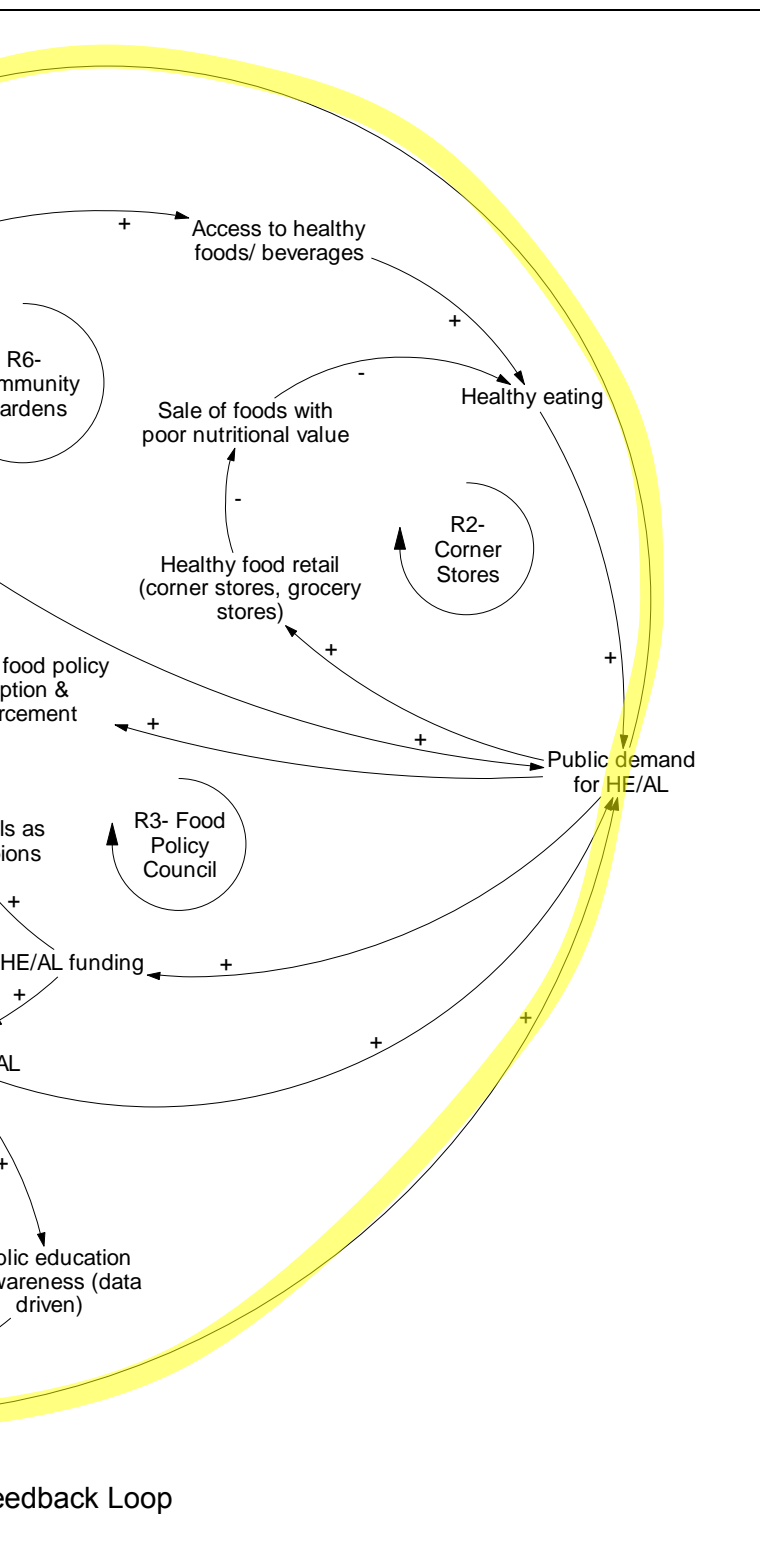 +
Access to healthy
foods/ beverages
+
R6-
mmunity
ardens
-
Healthy eating
Sale of foods with
poor nutritional value
-
R2-
Corner
Stores
Healthy food retail
(corner stores, grocery
stores)
+
+
food policy
ption &
rcement
+
+
Public demand
for HE/AL
R3- Food
Policy
Council
ls as
ions
+
HE/AL funding
+
+
+
+
AL
+
olic education
wareness (data
driven)
eedback Loop